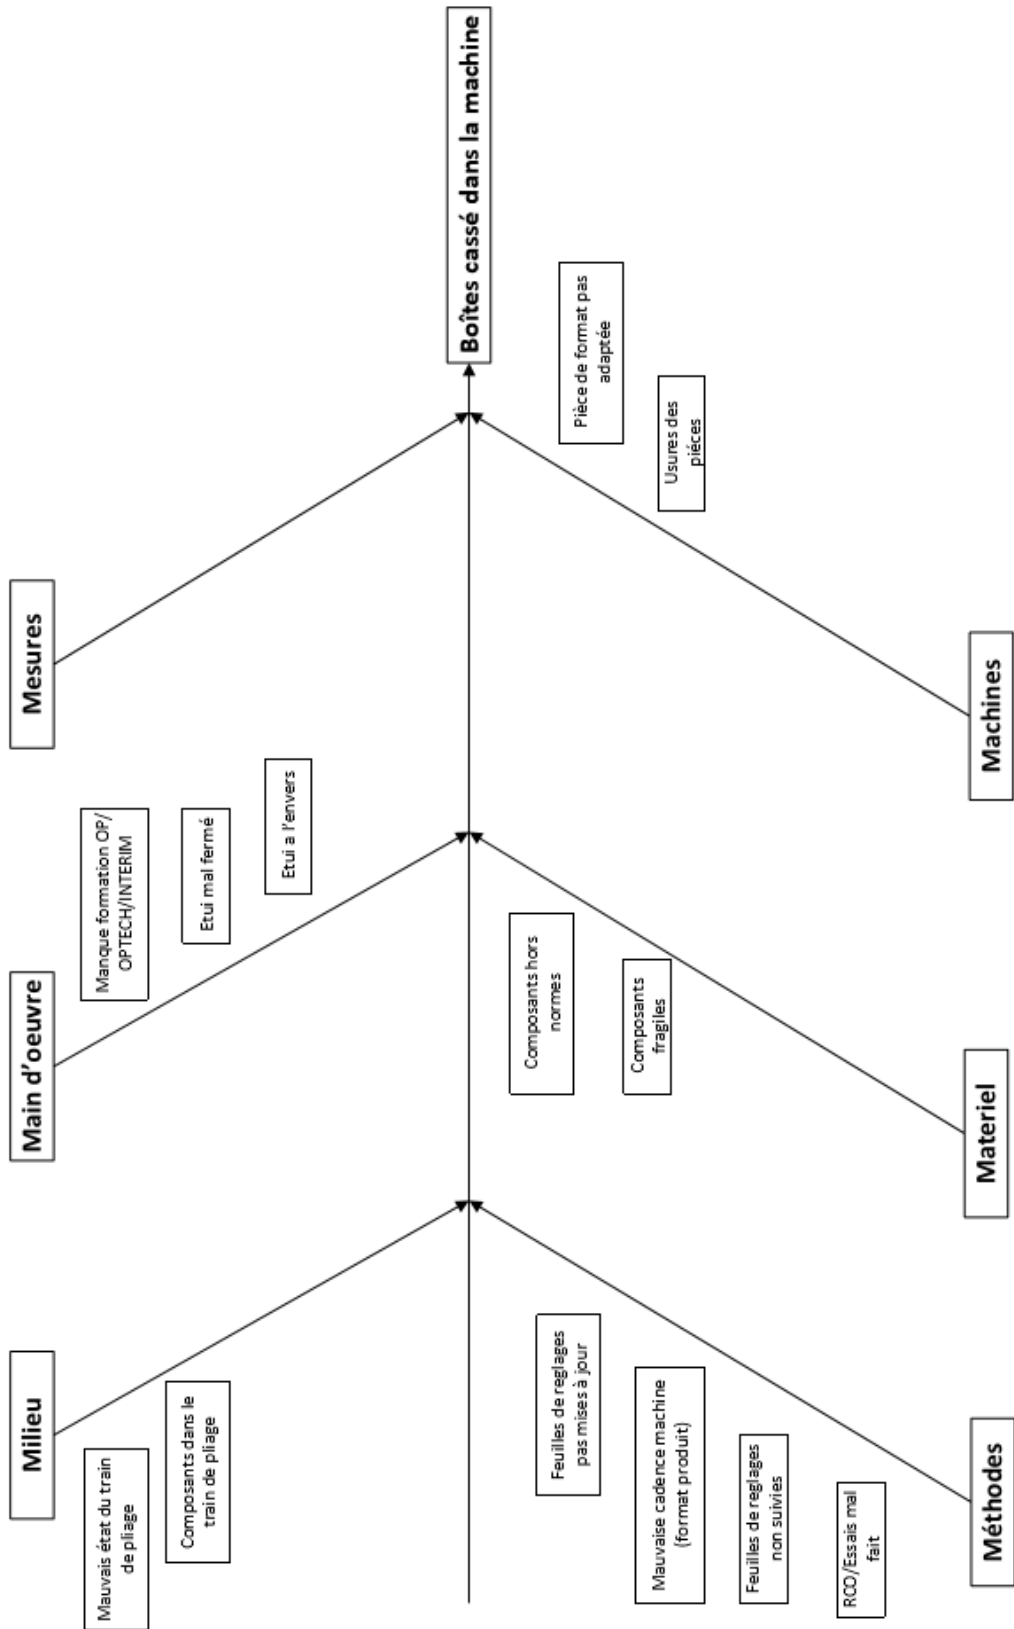 Milieu
Mauvais état du train
de pliage
Composants dans le
train de pliage
Main d'oeuvre
Manque formation OP/
OPTECH/INTERIM
Etui mal fermé
Etui a l'envers
Mesures
Boîtes cassé dans la machine
Feuilles de reglages
pas mises à jour
Mauvaise cadence machine
(format produit)
Feuilles de reglages
non suivies
RCO/Essais mal
fait
Méthodes
Composants hors
normes
Composants
fragiles
Materiel
Pièce de format pas
adaptée
Usures des
piéces
Machines